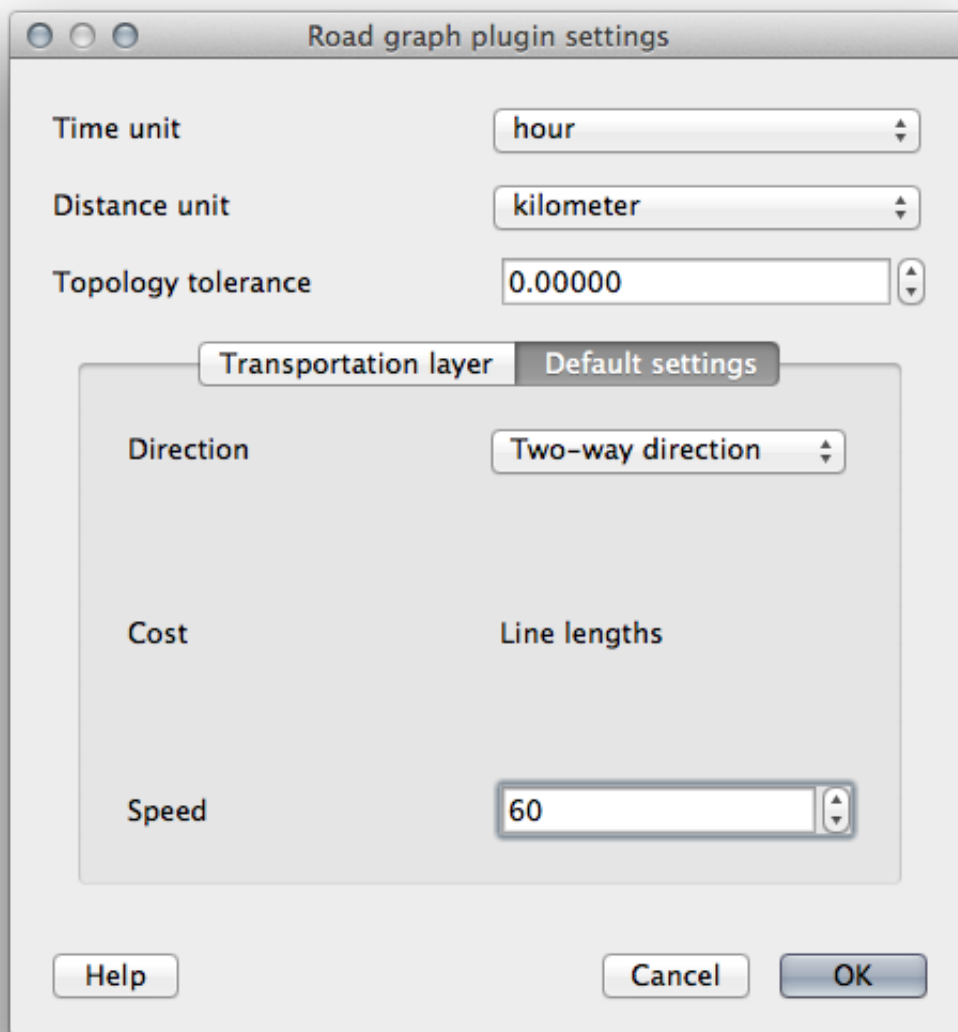 Road graph plugin settings
Time unit hour
Distance unit kilometer
Topology tolerance 0.00000
Transportation layer Default settings
Direction Two-way direction
Cost Line lengths
Speed 60
Help Cancel OK